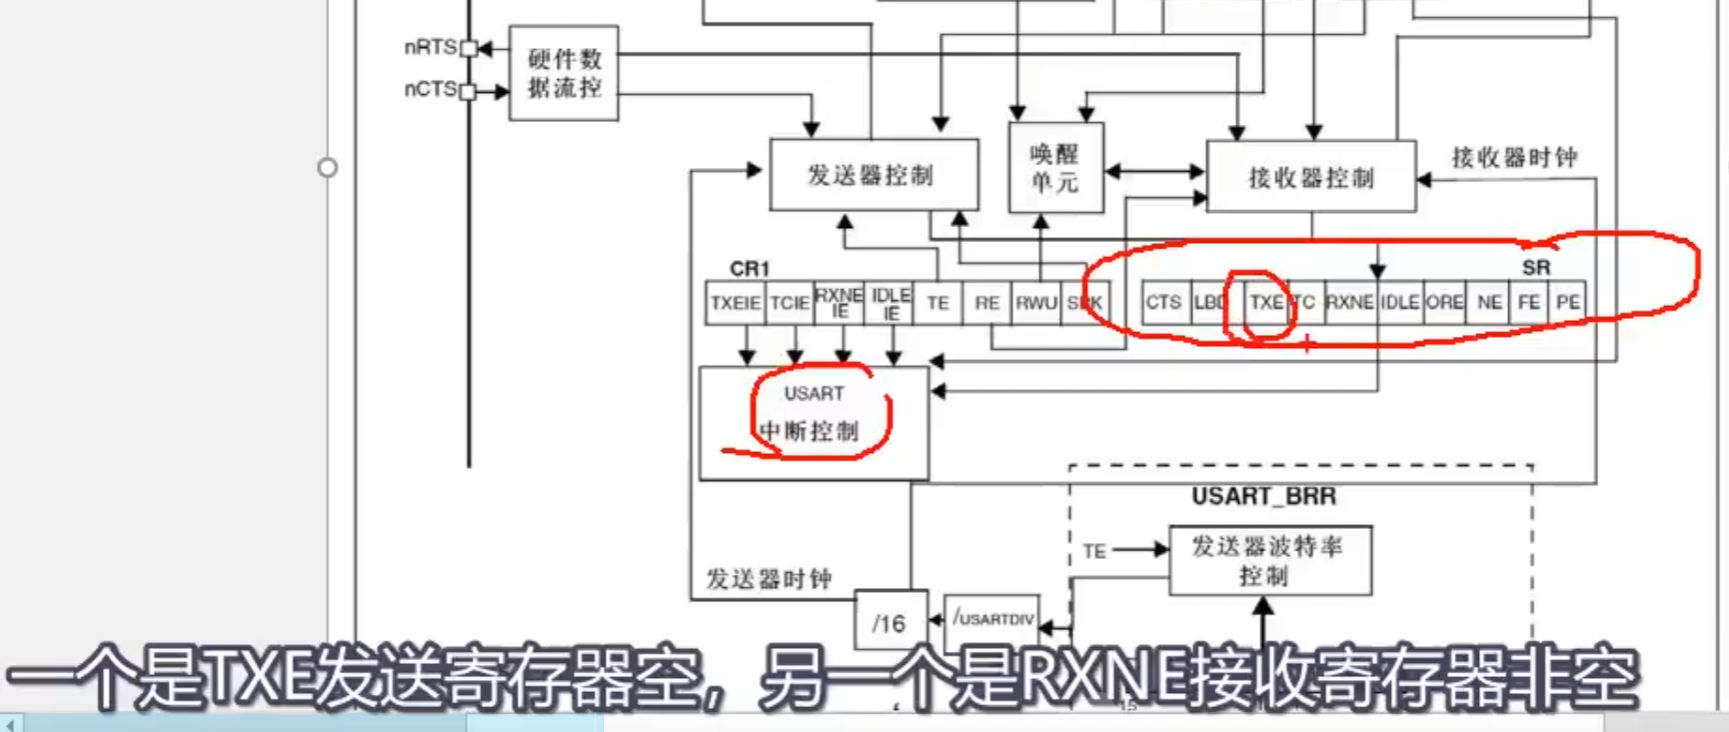 nRTS
硬件数
据流控
nCTS
发送器控制
唤醒
单元
接收器控制
接收器时钟
CR1
SR
TXEIE TCIE RXNE IE IDLE IE TE RE RWU SBK
CTS LBD TXE TC RXNE IDLE ORE NE FE PE
USART
中断控制
USART_BRR
TE
发送器波特率
控制
发送器时钟
/16
/USARTDIV
一个是TXE发送寄存器空，另一个是RXNE接收寄存器非空